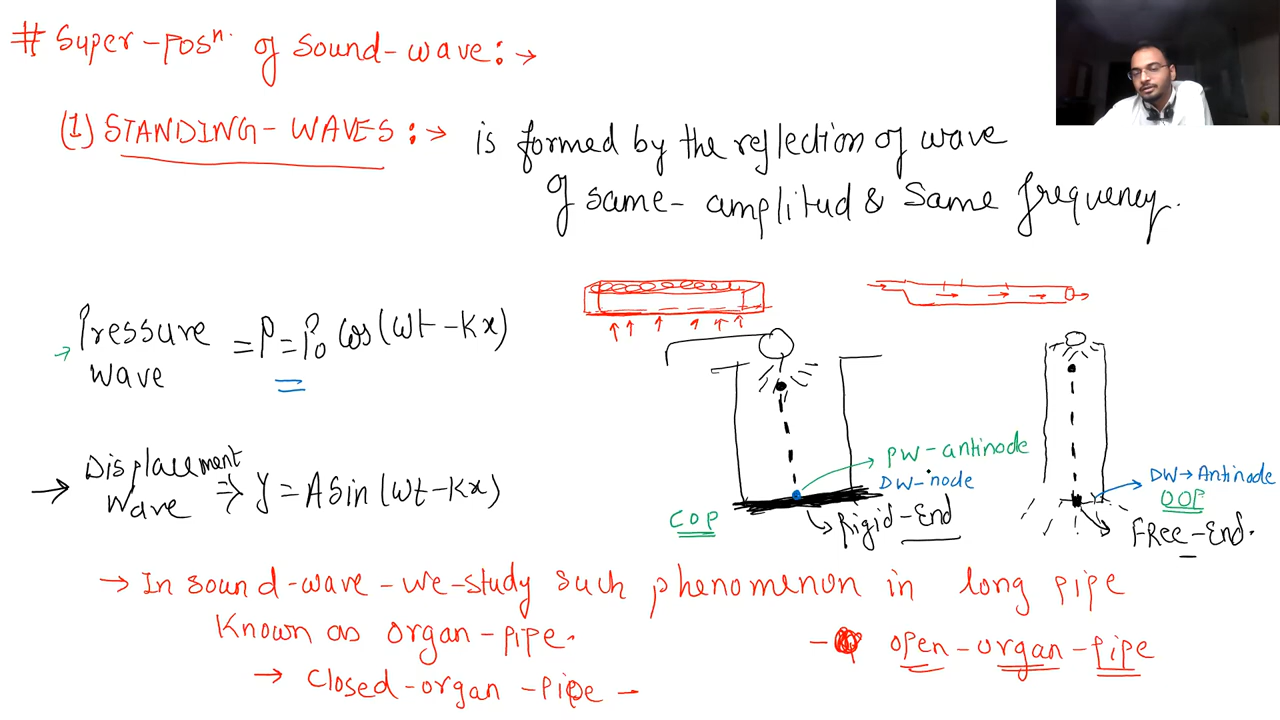 # Super-posⁿ. of sound-wave:→
(1) STANDING-WAVES:→ is formed by the reflection of wave
of same-amplitud & Same frequency.
→ Pressure wave = P = P₀ cos(ωt-Kx)
→ Displacement wave ⇒ y = A sin(ωt-Kx)
PW-antinode
DW-node
COP
Rigid-End
DW→Antinode
OOP
FRee-End.
→ In sound-wave-we-study such phenomenon in long pipe
Known as organ-pipe.
→ closed-organ-pipe -
- open-organ-pipe